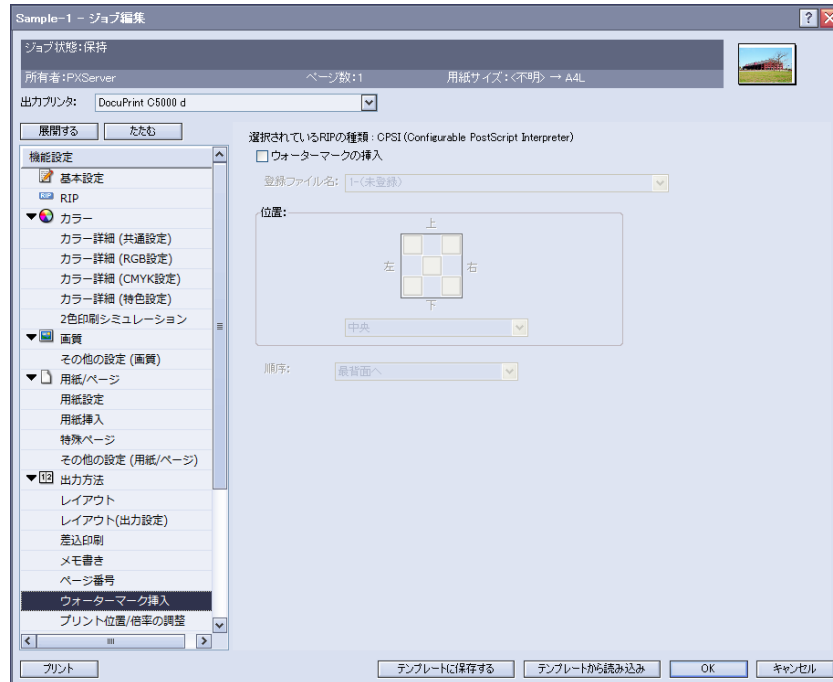 Sample-1 - ジョブ編集
ジョブ状態:保持
所有者:PXServer ページ数:1 用紙サイズ:<不明> → A4L
出力プリンタ: DocuPrint C5000 d
展開する たたむ
選択されているRIPの種類 : CPSI (Configurable PostScript Interpreter)
機能設定
ウォーターマークの挿入
基本設定
登録ファイル名: 1-(未登録)
RIP RIP
カラー
位置:
上
カラー詳細 (共通設定)
カラー詳細 (RGB設定)
左 右
カラー詳細 (CMYK設定)
カラー詳細 (特色設定)
下
2色印刷シミュレーション
中央
画質
その他の設定 (画質)
順序: 最背面へ
用紙/ページ
用紙設定
用紙挿入
特殊ページ
その他の設定 (用紙/ページ)
12 出力方法
レイアウト
レイアウト(出力設定)
差込印刷
メモ書き
ページ番号
ウォーターマーク挿入
プリント位置/倍率の調整
プリント テンプレートに保存する テンプレートから読み込み OK キャンセル